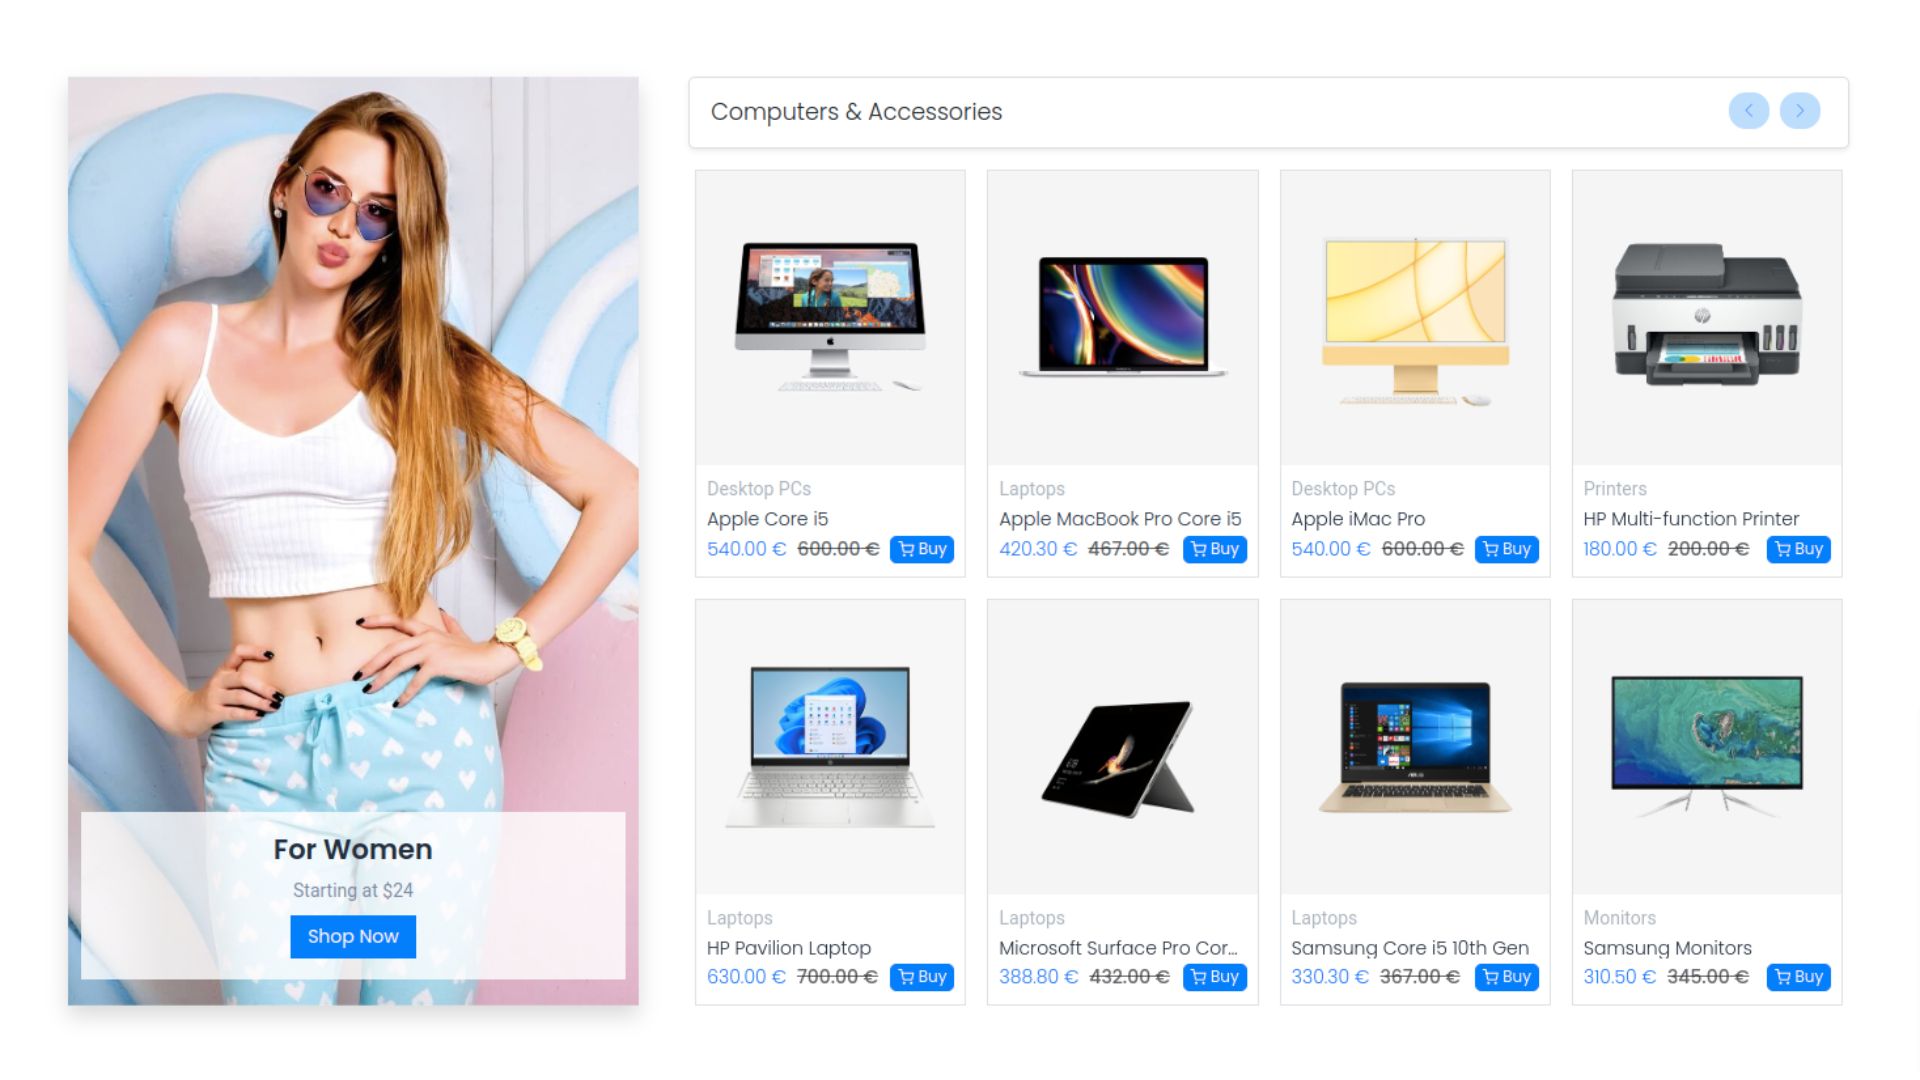 For Women
Starting at $24
Shop Now
Computers & Accessories
Desktop PCs
Apple Core i5
540.00 € 600.00 € Buy
Laptops
Apple MacBook Pro Core i5
420.30 € 467.00 € Buy
Desktop PCs
Apple iMac Pro
540.00 € 600.00 € Buy
Printers
HP Multi-function Printer
180.00 € 200.00 € Buy
Laptops
HP Pavilion Laptop
630.00 € 700.00 € Buy
Laptops
Microsoft Surface Pro Cor...
388.80 € 432.00 € Buy
Laptops
Samsung Core i5 10th Gen
330.30 € 367.00 € Buy
Monitors
Samsung Monitors
310.50 € 345.00 € Buy